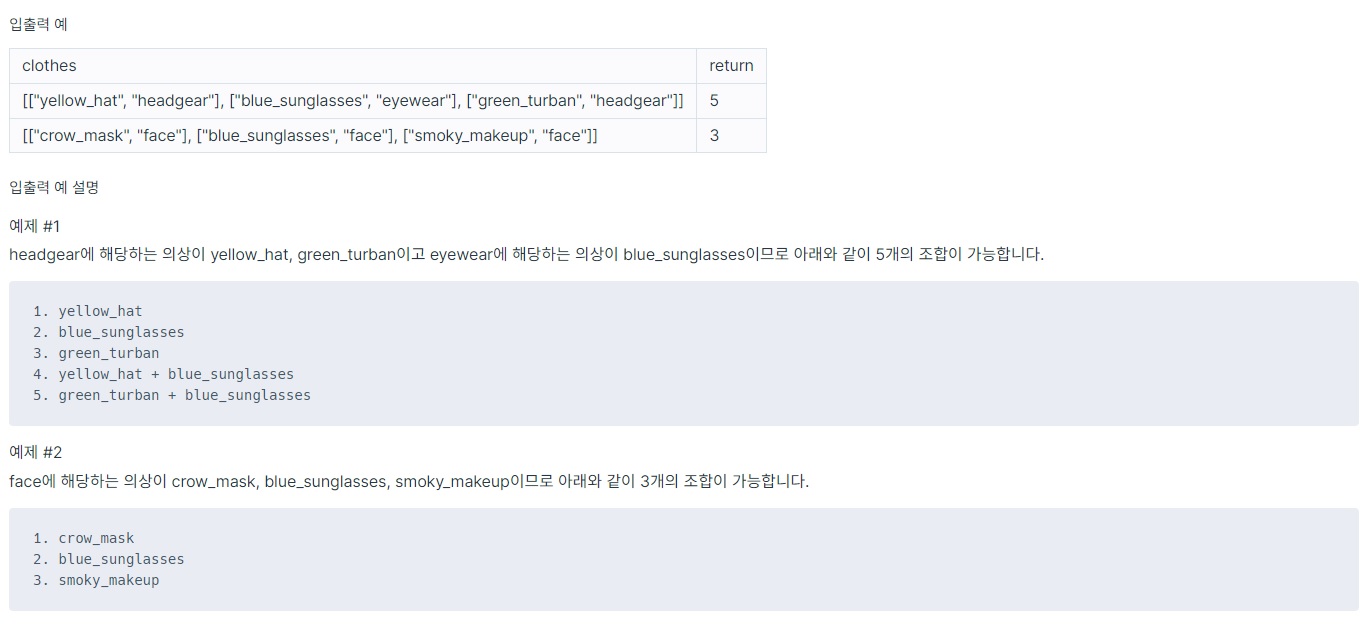 입출력 예
clothes return
[["yellow_hat", "headgear"], ["blue_sunglasses", "eyewear"], ["green_turban", "headgear"]] 5
[["crow_mask", "face"], ["blue_sunglasses", "face"], ["smoky_makeup", "face"]] 3
입출력 예 설명
예제 #1
headgear에 해당하는 의상이 yellow_hat, green_turban이고 eyewear에 해당하는 의상이 blue_sunglasses이므로 아래와 같이 5개의 조합이 가능합니다.
1. yellow_hat
2. blue_sunglasses
3. green_turban
4. yellow_hat + blue_sunglasses
5. green_turban + blue_sunglasses
예제 #2
face에 해당하는 의상이 crow_mask, blue_sunglasses, smoky_makeup이므로 아래와 같이 3개의 조합이 가능합니다.
1. crow_mask
2. blue_sunglasses
3. smoky_makeup